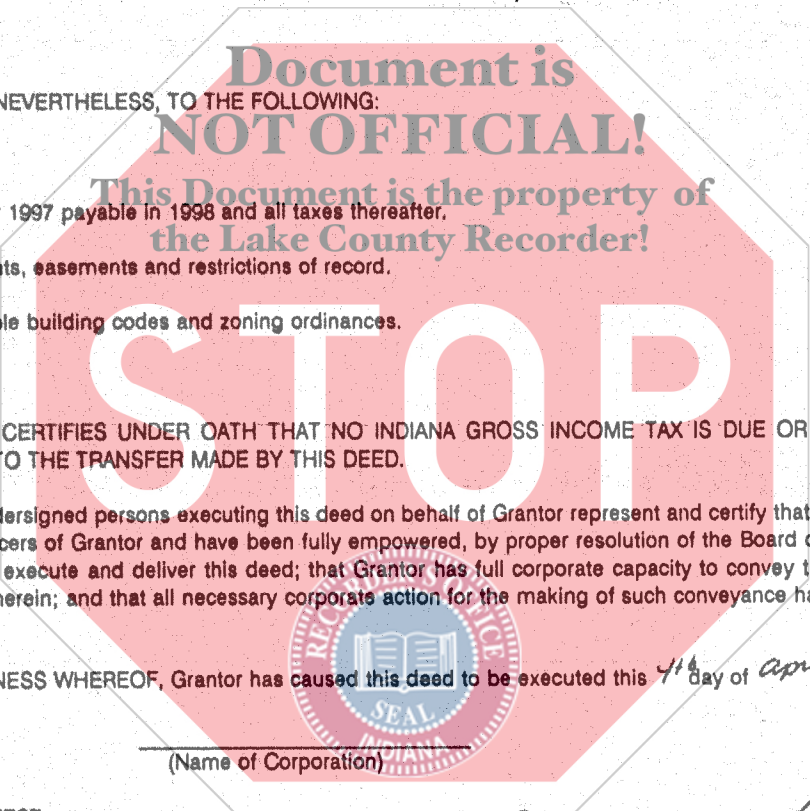 Document is
NEVERTHELESS, TO THE FOLLOWING:
NOT OFFICIAL!
This Document is the property of
1997 payable in 1998 and all taxes thereafter.
the Lake County Recorder!
ts, easements and restrictions of record.
le building codes and zoning ordinances.
STOP
CERTIFIES UNDER OATH THAT NO INDIANA GROSS INCOME TAX IS DUE OR
O THE TRANSFER MADE BY THIS DEED.
dersigned persons executing this deed on behalf of Grantor represent and certify that
cers of Grantor and have been fully empowered, by proper resolution of the Board
execute and deliver this deed; that Grantor has full corporate capacity to convey t
herein; and that all necessary corporate action for the making of such conveyance ha
RECORDER'S OFFICE
NESS WHEREOF, Grantor has caused this deed to be executed this day of Apr
SEAL
INDIANA
(Name of Corporation)